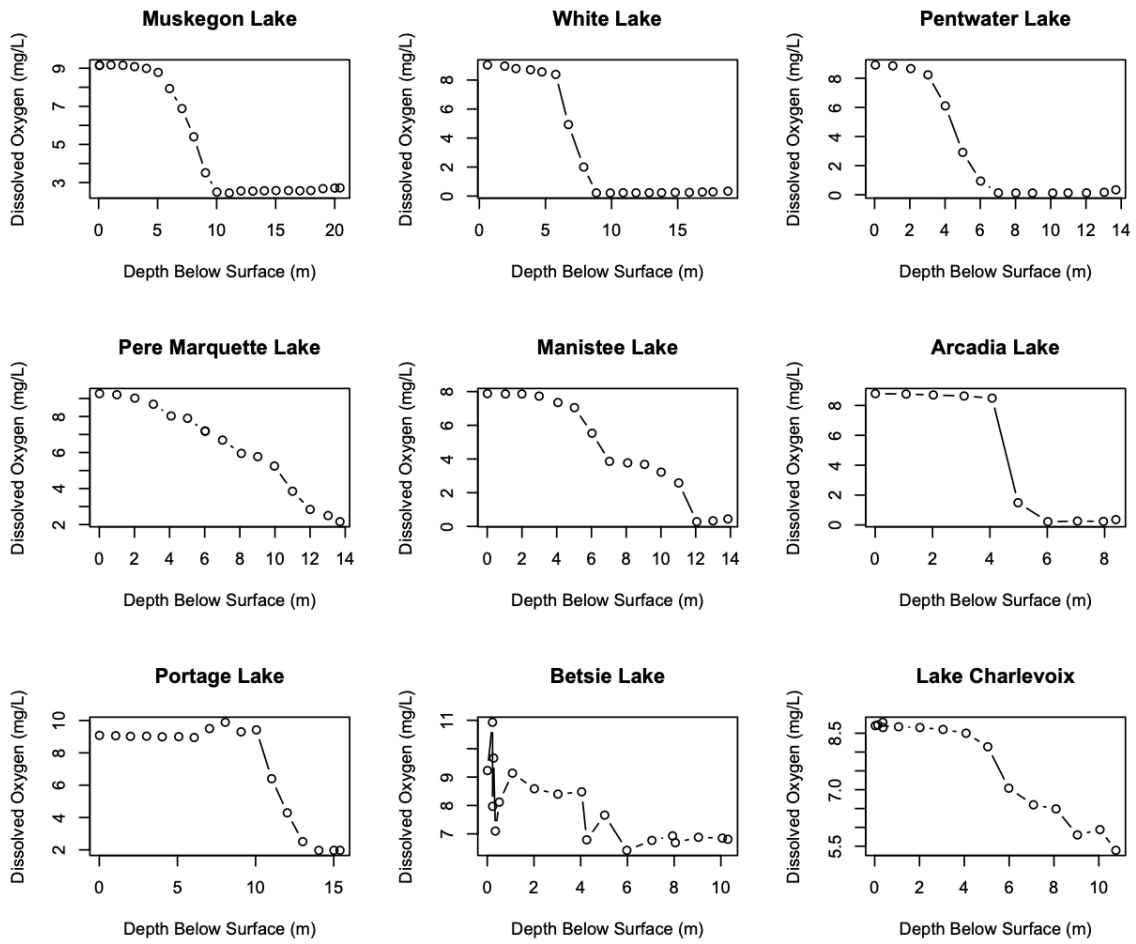 Muskegon Lake
Dissolved Oxygen (mg/L)
3 5 7 9
0 5 10 15 20
Depth Below Surface (m)
White Lake
Dissolved Oxygen (mg/L)
0 2 4 6 8
0 5 10 15
Depth Below Surface (m)
Pentwater Lake
Dissolved Oxygen (mg/L)
0 2 4 6 8
0 2 4 6 8 10 12 14
Depth Below Surface (m)
Pere Marquette Lake
Dissolved Oxygen (mg/L)
2 4 6 8
0 2 4 6 8 10 12 14
Depth Below Surface (m)
Manistee Lake
Dissolved Oxygen (mg/L)
0 2 4 6 8
0 2 4 6 8 10 12 14
Depth Below Surface (m)
Arcadia Lake
Dissolved Oxygen (mg/L)
0 2 4 6 8
0 2 4 6 8
Depth Below Surface (m)
Portage Lake
Dissolved Oxygen (mg/L)
2 4 6 8 10
0 5 10 15
Depth Below Surface (m)
Betsie Lake
Dissolved Oxygen (mg/L)
7 8 9 11
0 2 4 6 8 10
Depth Below Surface (m)
Lake Charlevoix
Dissolved Oxygen (mg/L)
5.5 7.0 8.5
0 2 4 6 8 10
Depth Below Surface (m)